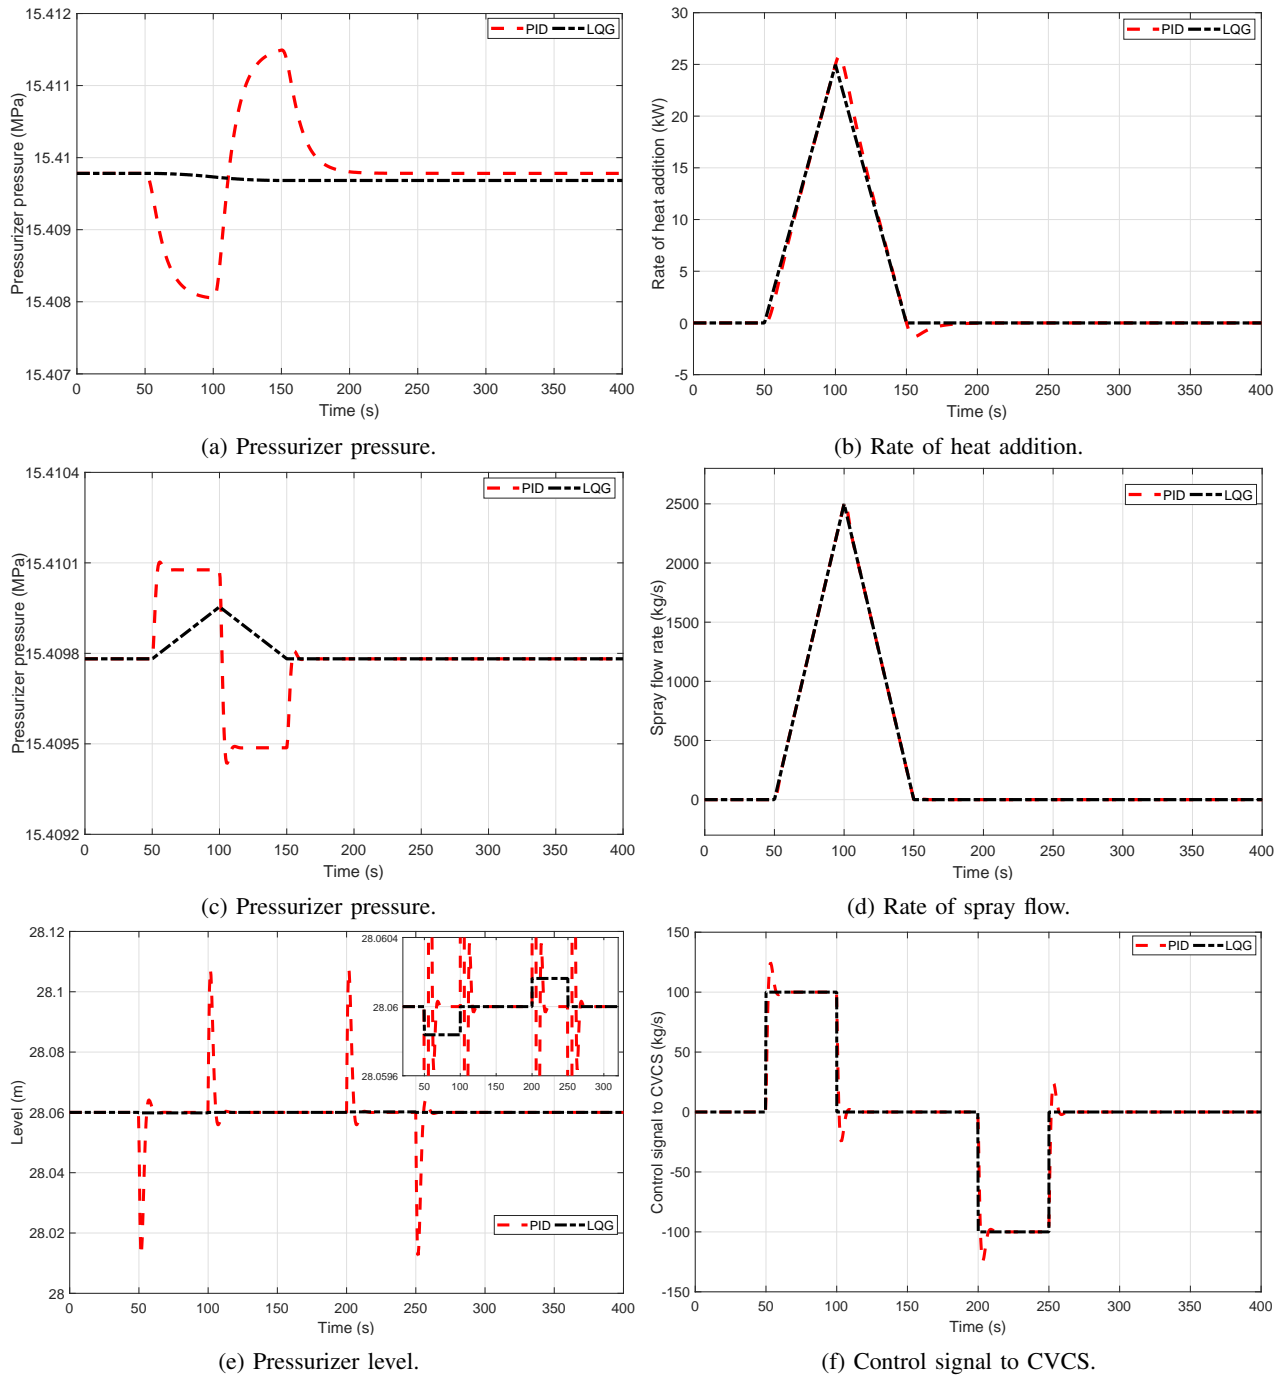 15.412
15.411
15.41
15.409
15.408
15.407
Pressurizer pressure (MPa)
PID LQG
0 50 100 150 200 250 300 350 400
Time (s)
(a) Pressurizer pressure.
30
25
20
15
10
5
0
-5
Rate of heat addition (kW)
PID LQG
0 50 100 150 200 250 300 350 400
Time (s)
(b) Rate of heat addition.
15.4104
15.4101
15.4098
15.4095
15.4092
Pressurizer pressure (MPa)
PID LQG
0 50 100 150 200 250 300 350 400
Time (s)
(c) Pressurizer pressure.
2500
2000
1500
1000
500
0
Spray flow rate (kg/s)
PID LQG
0 50 100 150 200 250 300 350 400
Time (s)
(d) Rate of spray flow.
28.12
28.1
28.08
28.06
28.04
28.02
28
Level (m)
28.0604
28.06
28.0596
50 100 150 200 250 300
PID LQG
0 50 100 150 200 250 300 350 400
Time (s)
(e) Pressurizer level.
150
100
50
0
-50
-100
-150
Control signal to CVCS (kg/s)
PID LQG
0 50 100 150 200 250 300 350 400
Time (s)
(f) Control signal to CVCS.